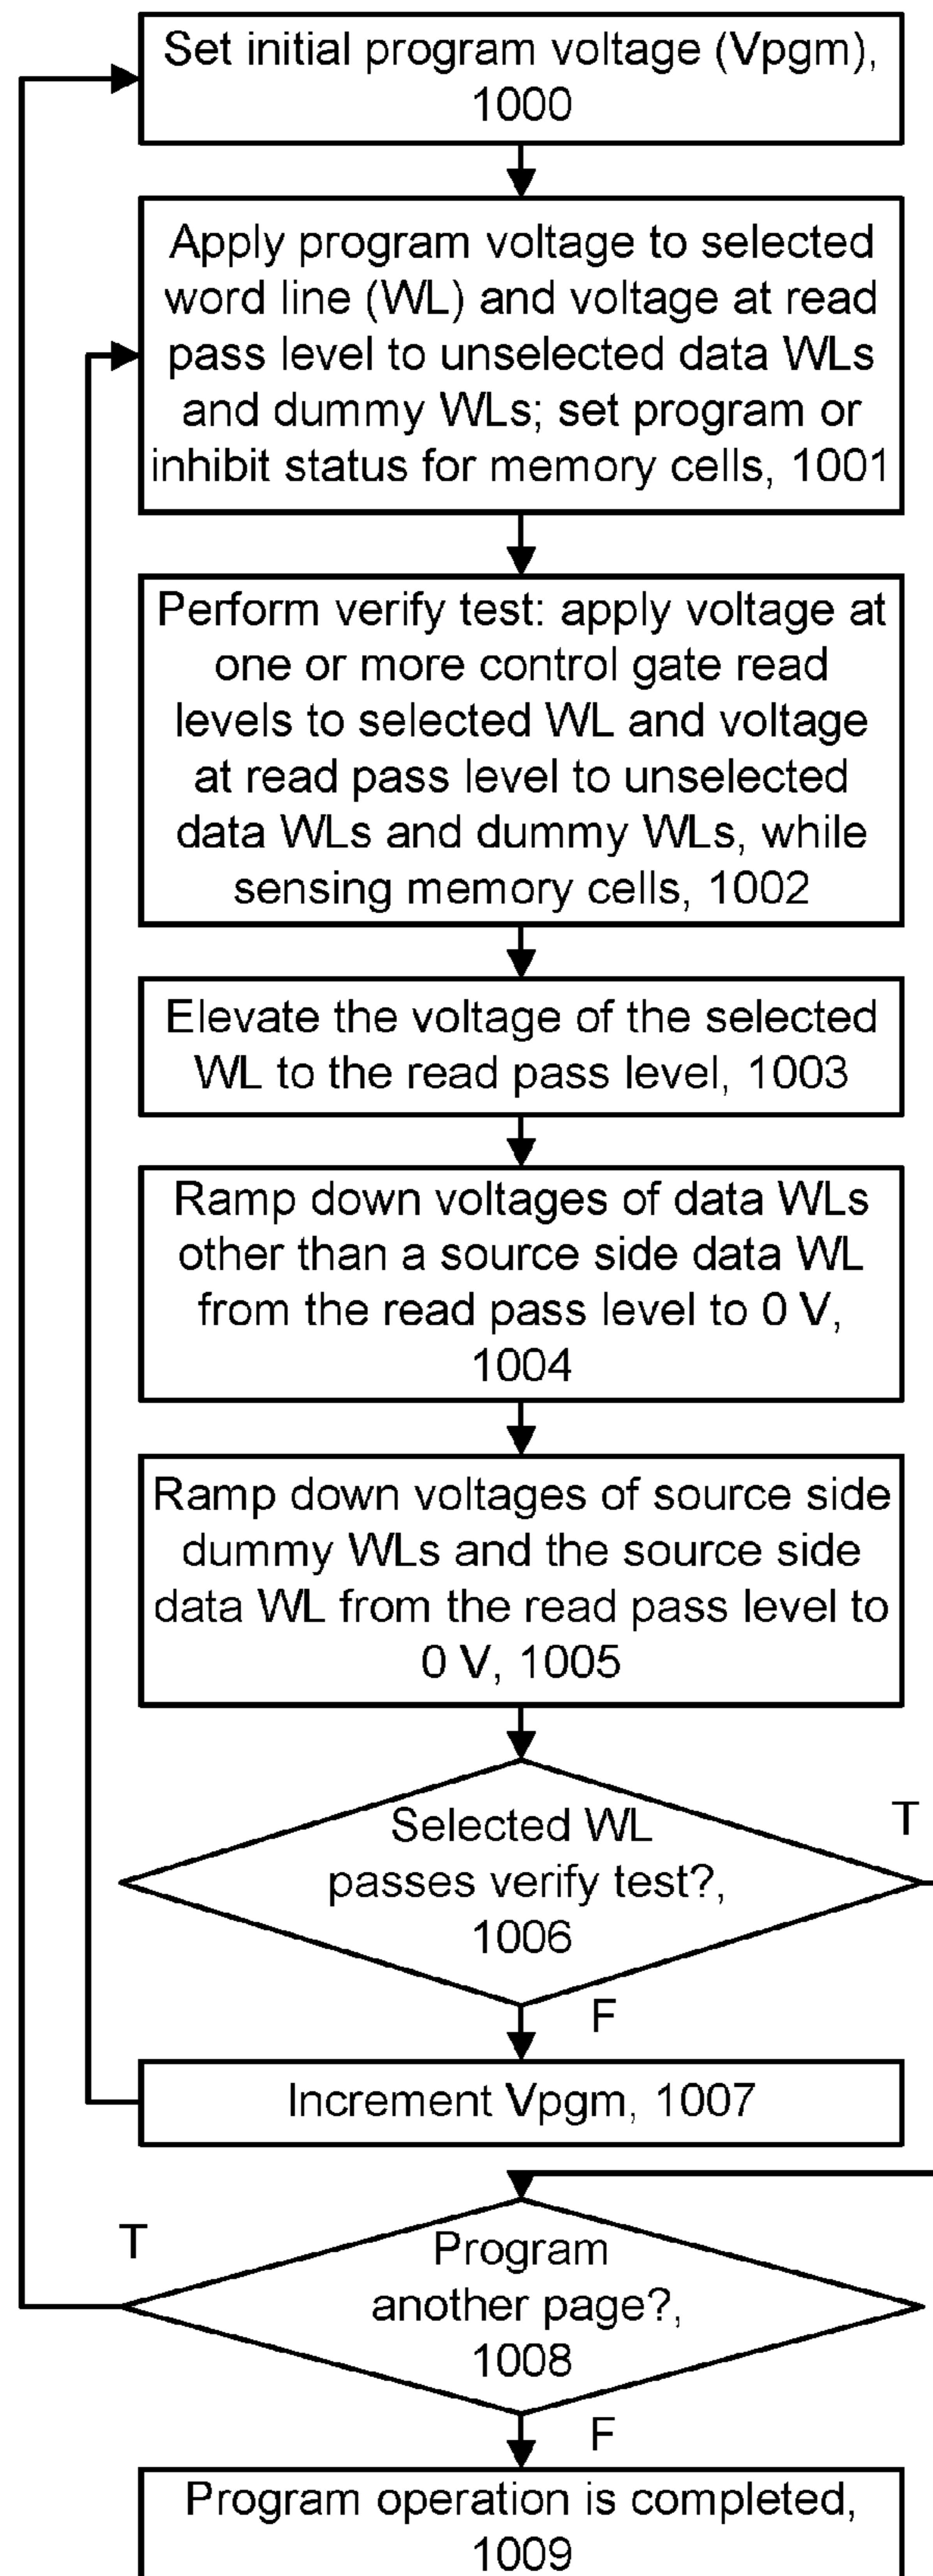 Set initial program voltage (Vpgm),
1000
Apply program voltage to selected
word line (WL) and voltage at read
pass level to unselected data WLs
and dummy WLs; set program or
inhibit status for memory cells, 1001
Perform verify test: apply voltage at
one or more control gate read
levels to selected WL and voltage
at read pass level to unselected
data WLs and dummy WLs, while
sensing memory cells, 1002
Elevate the voltage of the selected
WL to the read pass level, 1003
Ramp down voltages of data WLs
other than a source side data WL
from the read pass level to 0 V,
1004
Ramp down voltages of source side
dummy WLs and the source side
data WL from the read pass level to
0 V, 1005
T
Selected WL
passes verify test?,
1006
F
Increment Vpgm, 1007
T
Program
another page?,
1008
F
Program operation is completed,
1009